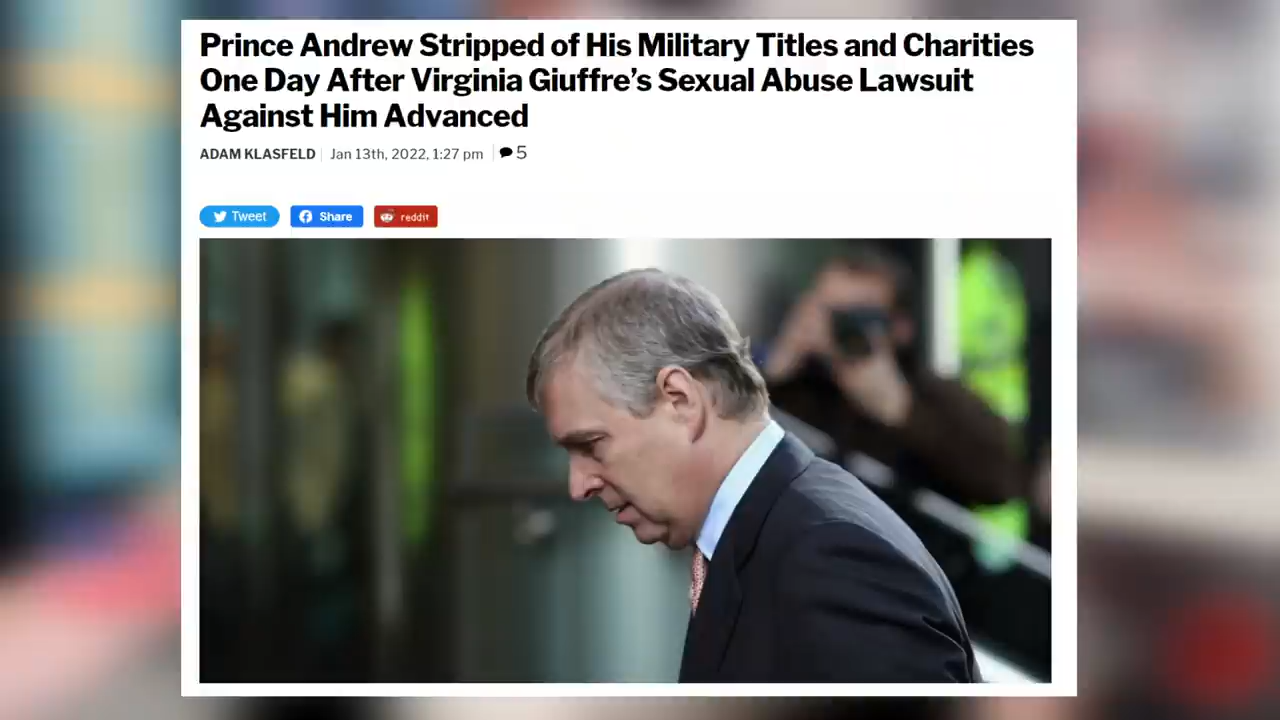 Prince Andrew Stripped of His Military Titles and Charities
One Day After Virginia Giuffre’s Sexual Abuse Lawsuit
Against Him Advanced
ADAM KLASFELD | Jan 13th, 2022, 1:27 pm | 5
Tweet Share reddit